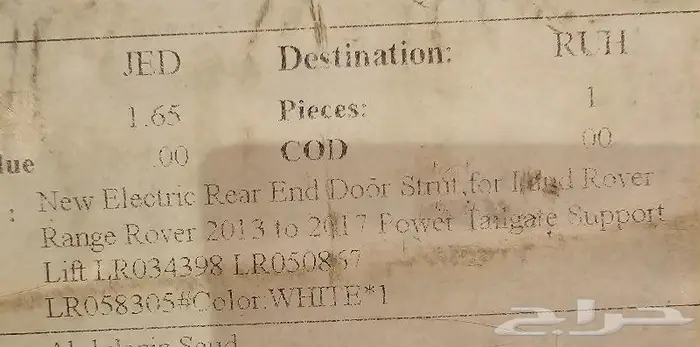 JED Destination: RUH
1.65 Pieces: 1
lue .00 COD .00
: New Electric Rear End Door Strut,for Land Rover
Range Rover 2013 to 2017 Power Tailgate Support
Lift LR034398 LR050867
LR058305#Color:WHITE*1
حراج